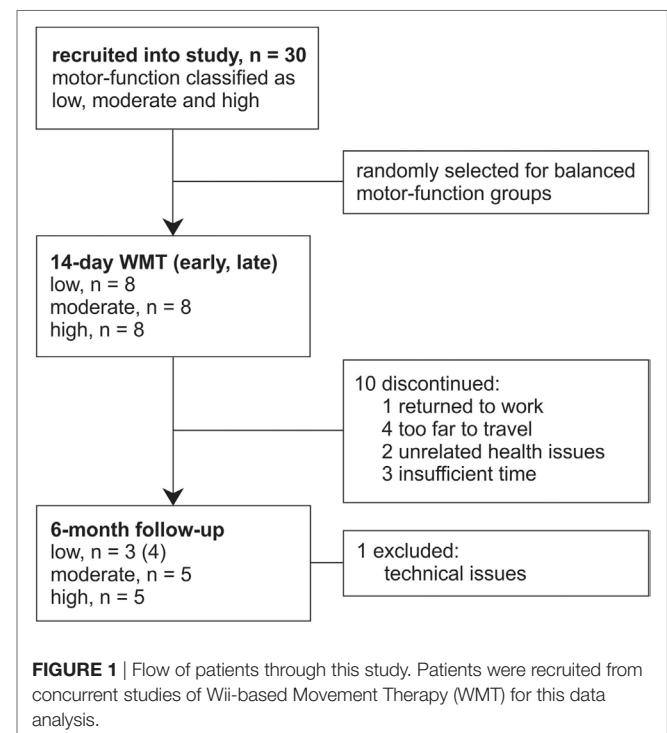 recruited into study, n = 30
motor-function classified as
low, moderate and high
randomly selected for balanced
motor-function groups
14-day WMT (early, late)
low, n = 8
moderate, n = 8
high, n = 8
10 discontinued:
1 returned to work
4 too far to travel
2 unrelated health issues
3 insufficient time
6-month follow-up
low, n = 3 (4)
moderate, n = 5
high, n = 5
1 excluded:
technical issues
FIGURE 1 | Flow of patients through this study. Patients were recruited from
concurrent studies of Wii-based Movement Therapy (WMT) for this data
analysis.